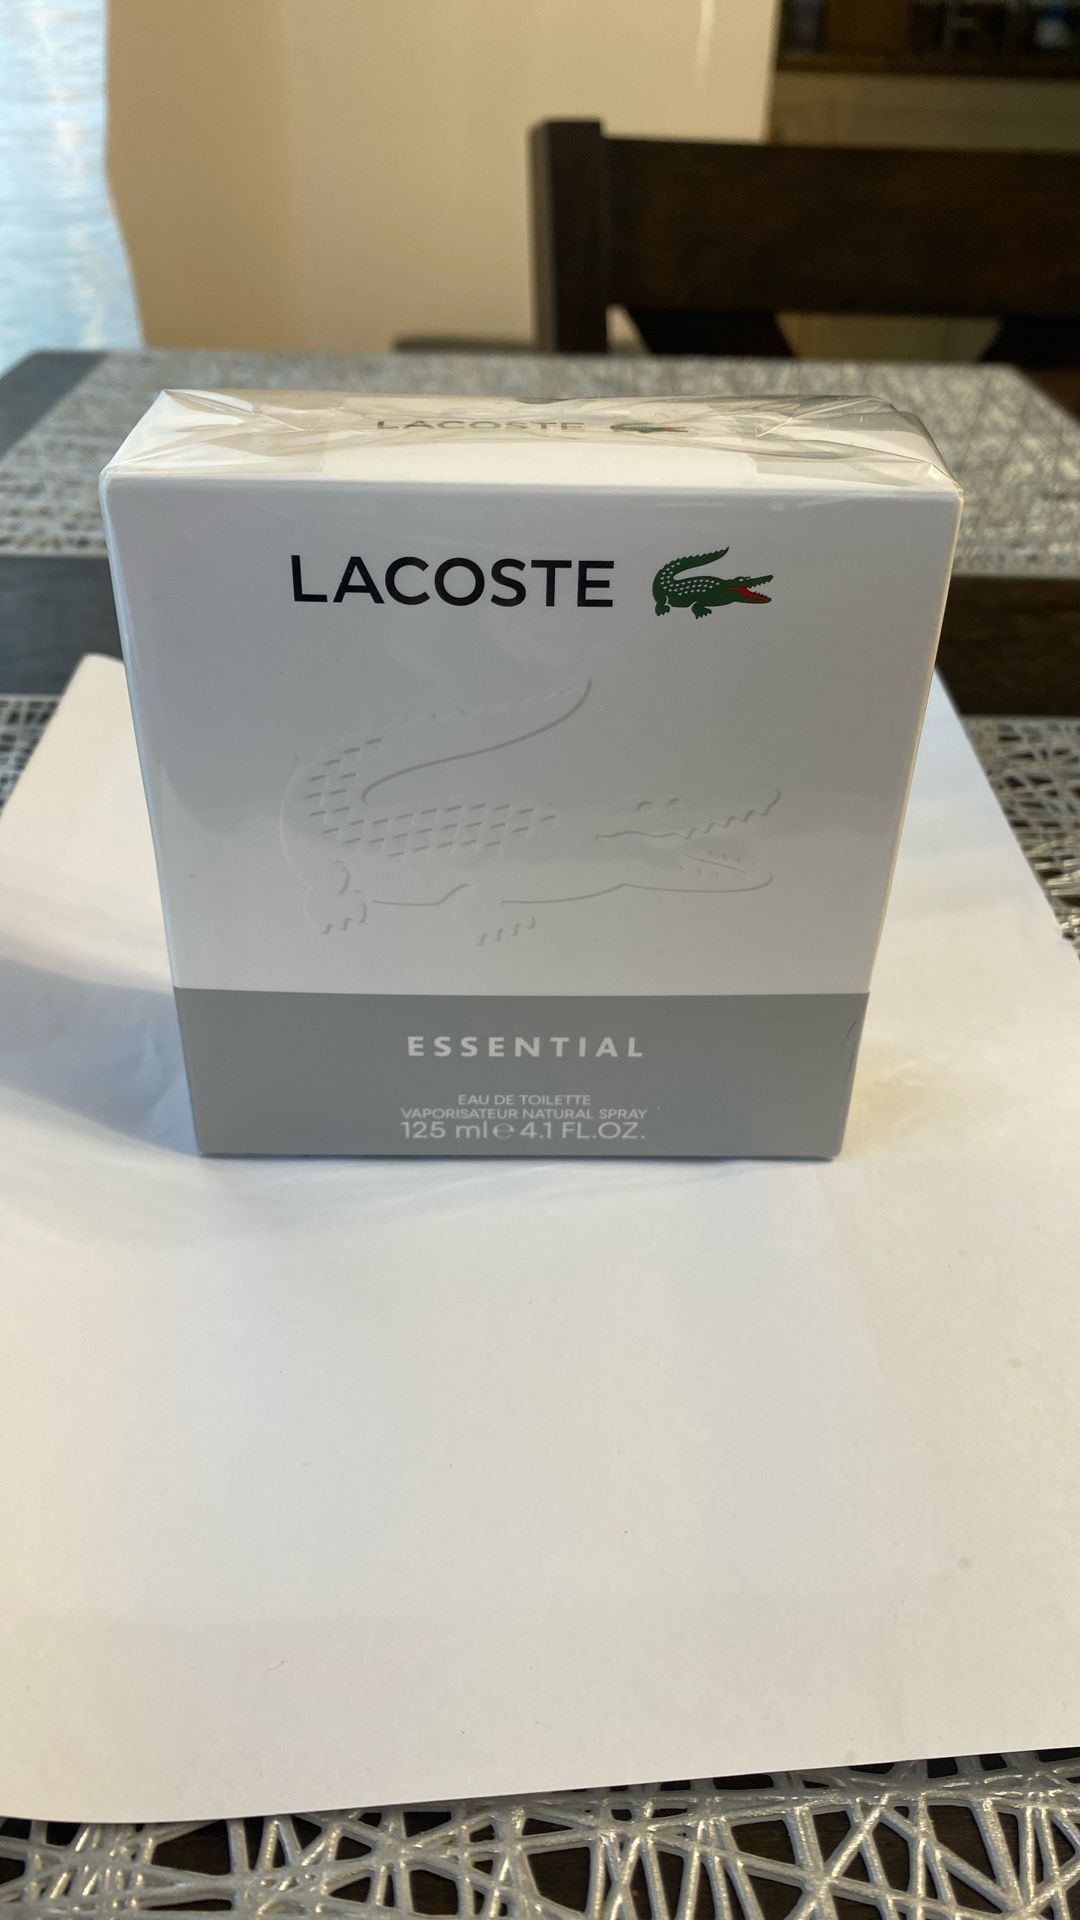 LACOSTE
LACOSTE
ESSENTIAL
EAU DE TOILETTE
VAPORISATEUR NATURAL SPRAY
125 ml ℮ 4.1 FL.OZ.